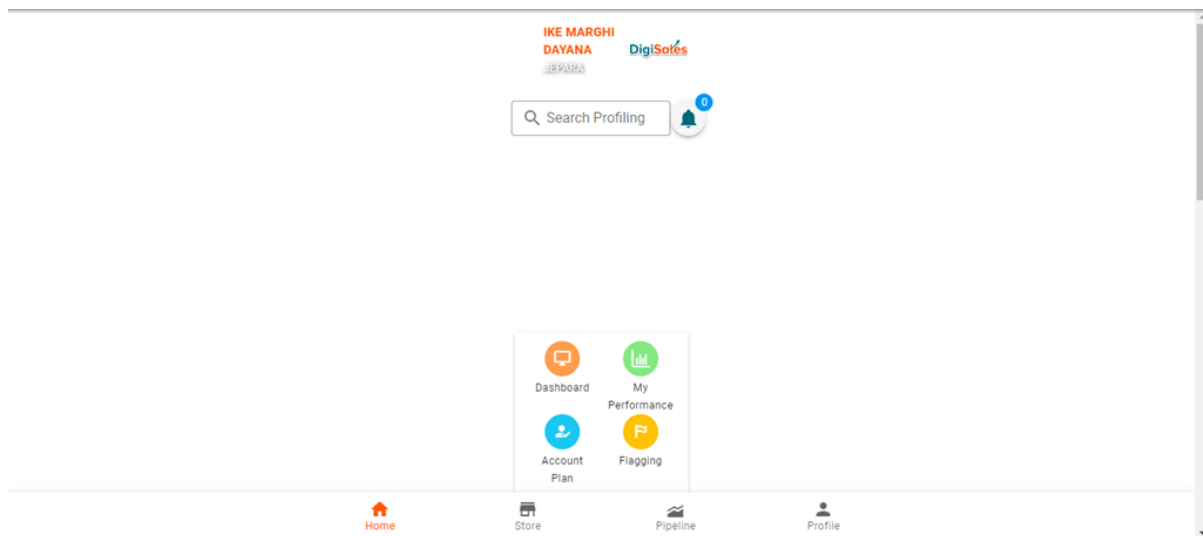 IKE MARGHI
DAYANA
DigiSales
JEPARA
Search Profiling
0
Dashboard
My
Performance
Account
Plan
Flagging
Home
Store
Pipeline
Profile